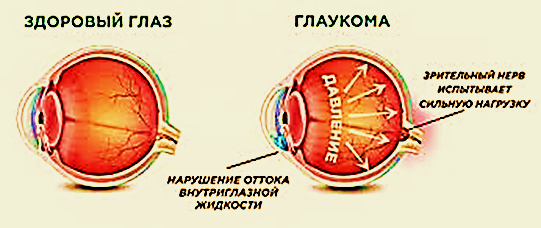 ЗДОРОВЫЙ ГЛАЗ
ГЛАУКОМА
ДАВЛЕНИЕ
ЗРИТЕЛЬНЫЙ НЕРВ
ИСПЫТЫВАЕТ
СИЛЬНУЮ НАГРУЗКУ
НАРУШЕНИЕ ОТТОКА
ВНУТРИГЛАЗНОЙ
ЖИДКОСТИ